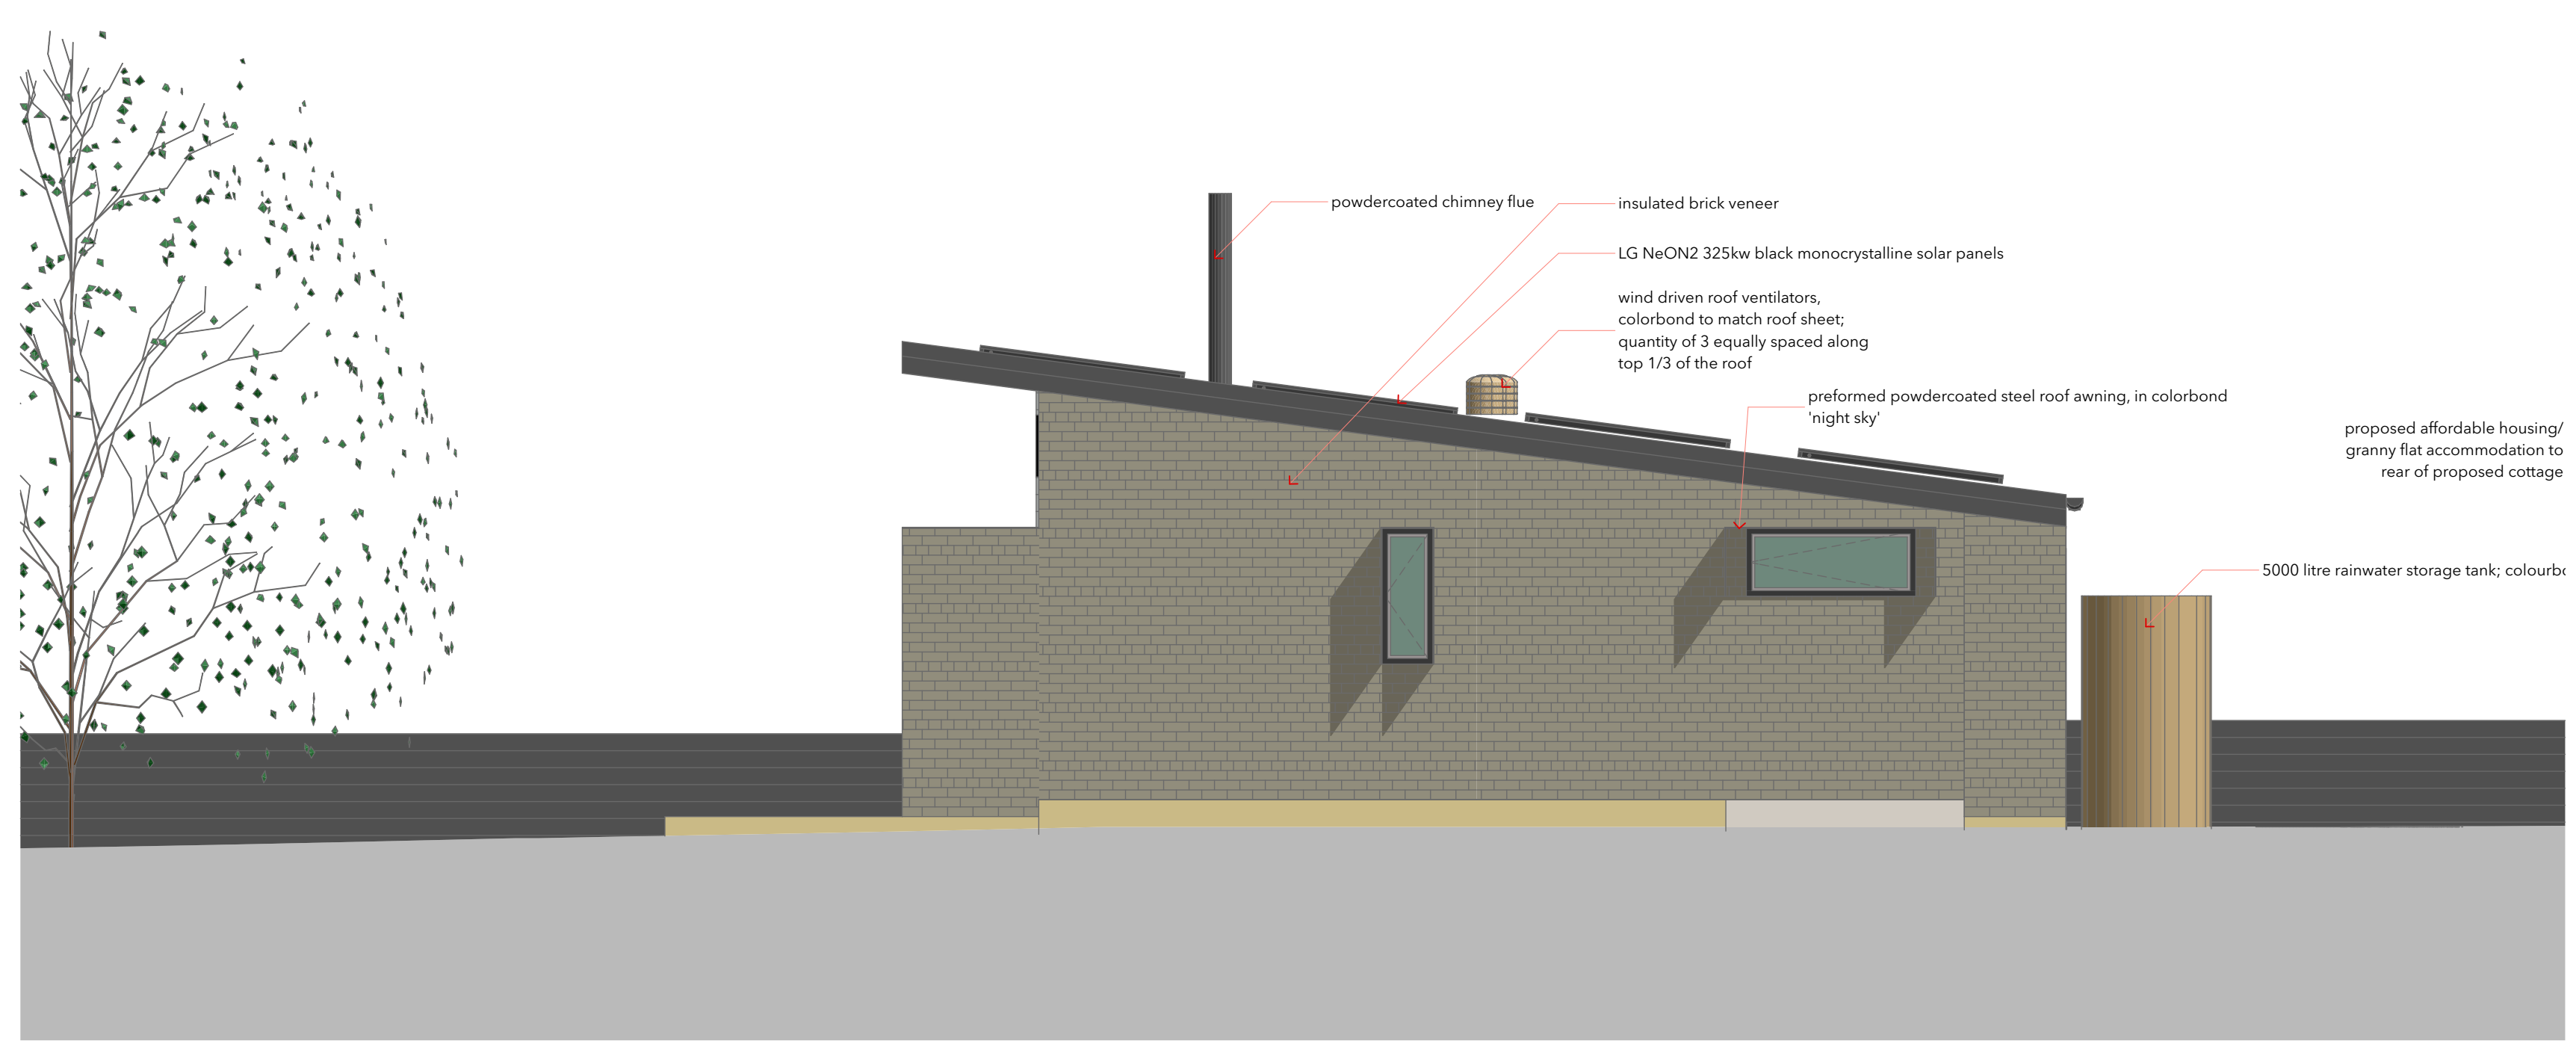 powdercoated chimney flue
insulated brick veneer
LG NeON2 325kw black monocrystalline solar panels
wind driven roof ventilators,
colorbond to match roof sheet;
quantity of 3 equally spaced along
top 1/3 of the roof
preformed powdercoated steel roof awning, in colorbond
'night sky'
proposed affordable housing/
granny flat accommodation to
rear of proposed cottage
5000 litre rainwater storage tank;